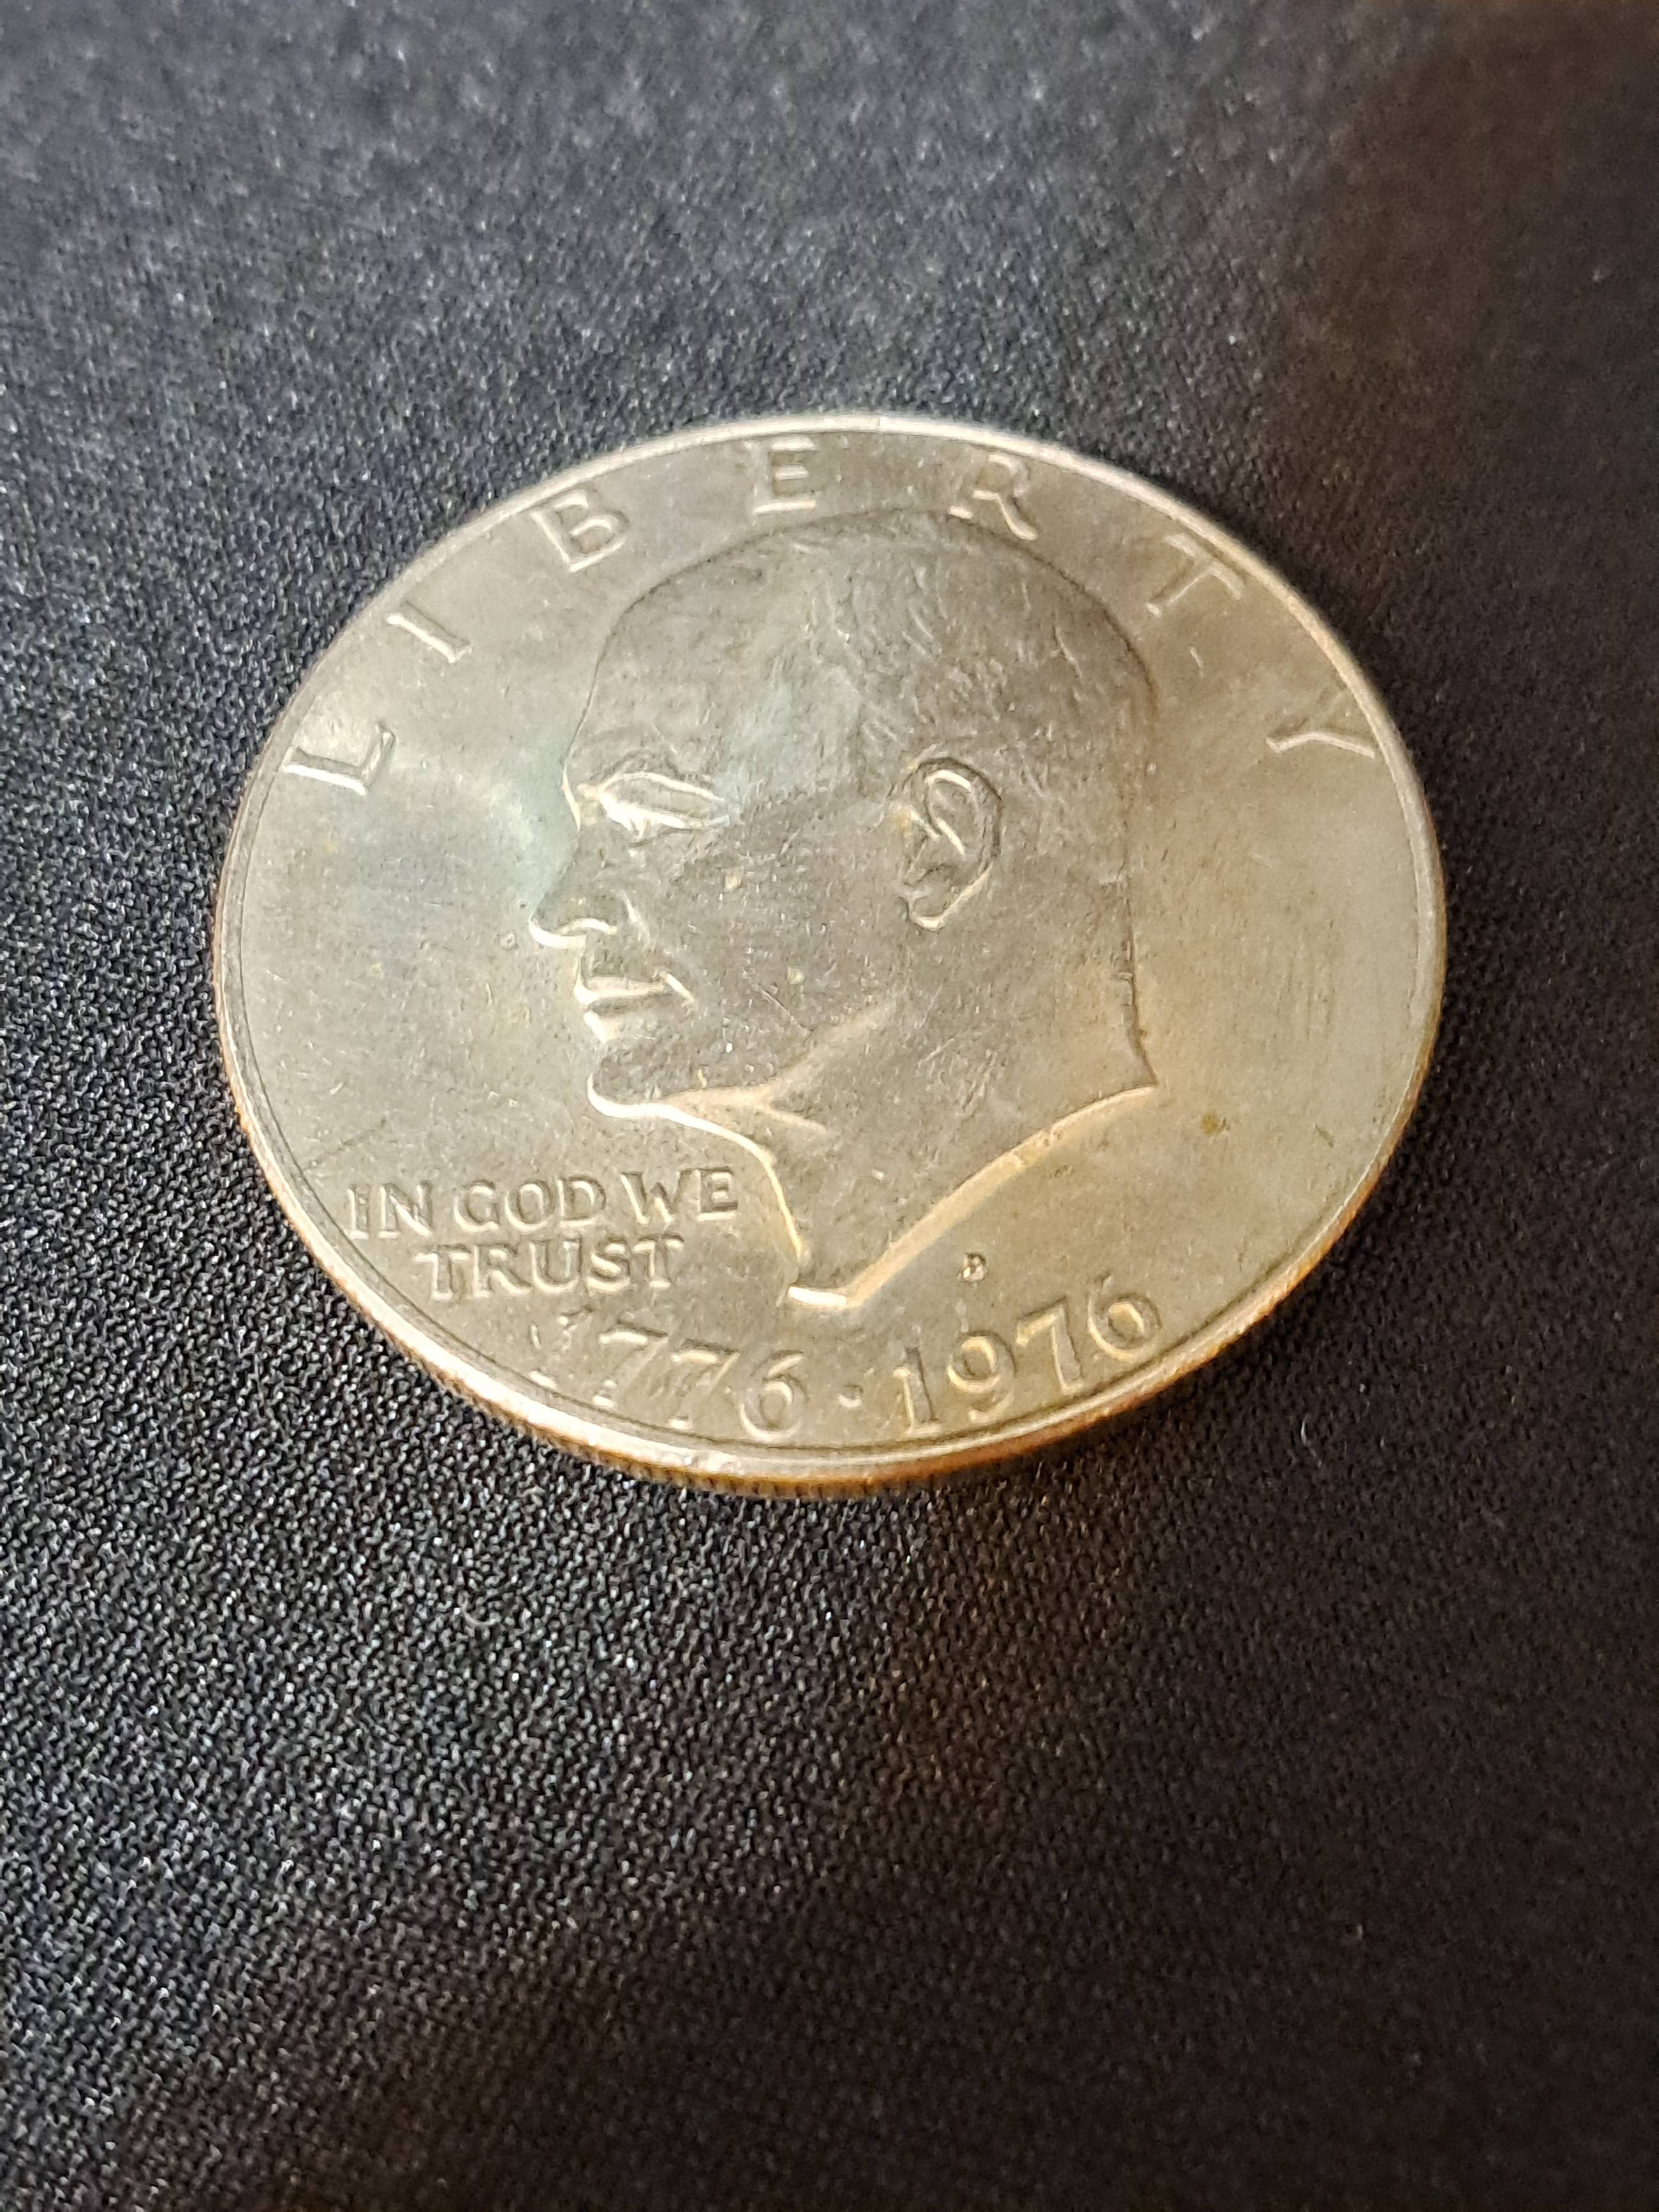 LIBERTY
IN GOD WE
TRUST
D
1776 · 1976